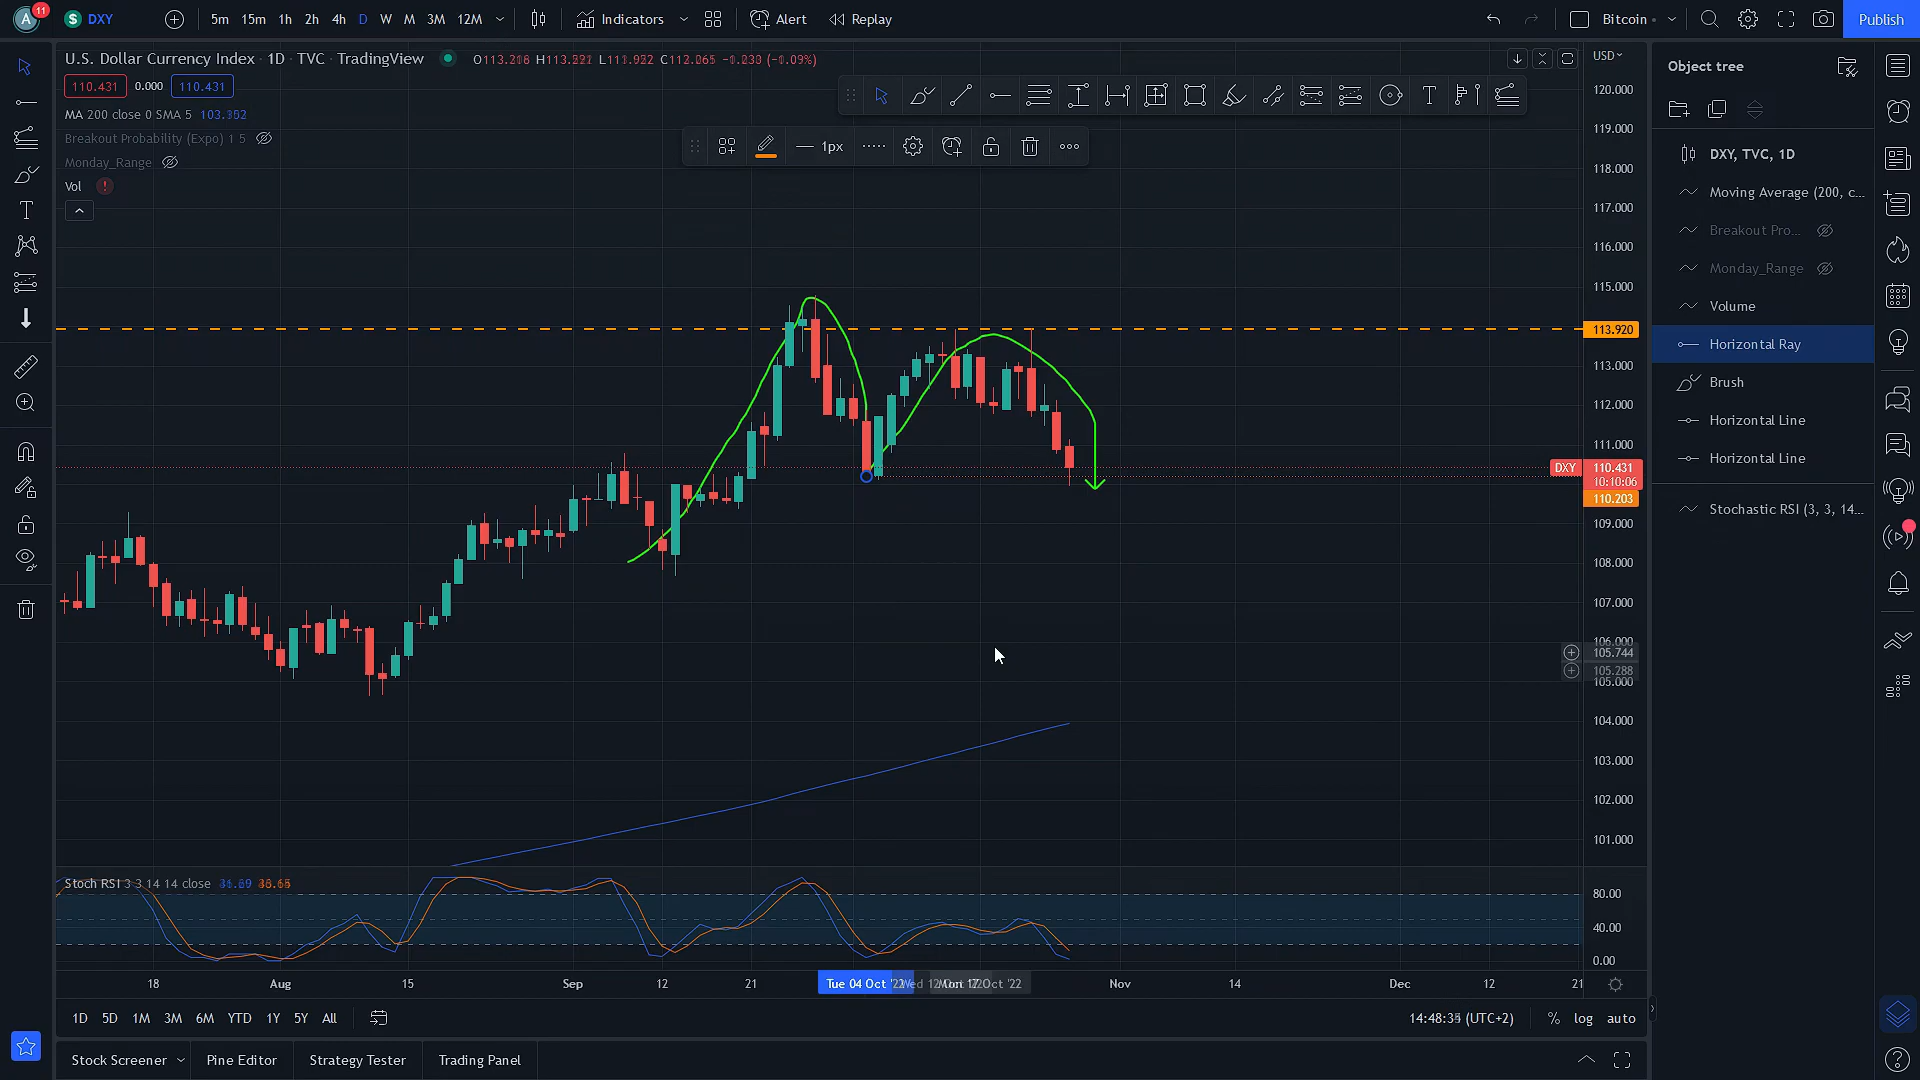 A 11 DXY 5m 15m 1h 2h 4h D W M 3M 12M Indicators Alert Replay Bitcoin Publish
U.S. Dollar Currency Index · 1D · TVC · TradingView
USD
Object tree
110.431 0.000 110.431
MA 200 close 0 SMA 5
Breakout Probability (Expo) 1 5
Monday_Range
Vol
1px
DXY, TVC, 1D
Moving Average (200, c...
Breakout Pro...
Monday_Range
Volume
Horizontal Ray
Brush
Horizontal Line
Horizontal Line
Stochastic RSI (3, 3, 14...
120.000
119.000
118.000
117.000
116.000
115.000
113.920
113.000
112.000
111.000
DXY 110.431
10:10:06
110.203
109.000
108.000
107.000
106.000
105.744
105.288
105.000
104.000
103.000
102.000
101.000
Stoch RSI 3 3 14 14 close
80.00
40.00
0.00
18 Aug 15 Sep 12 21 Tue 04 Oct '22 Nov 14 Dec 12 21
1D 5D 1M 3M 6M YTD 1Y 5Y All
(UTC+2) % log auto
Stock Screener Pine Editor Strategy Tester Trading Panel